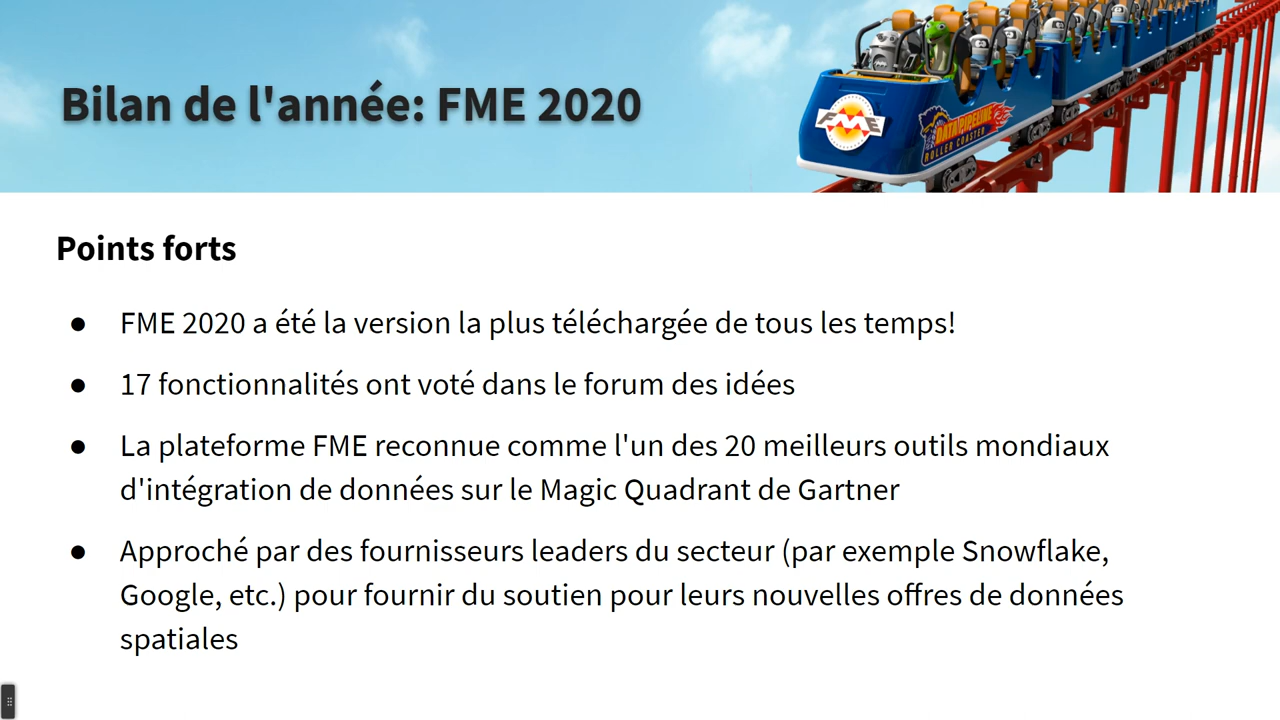 Bilan de l'année: FME 2020
FME
DATA PIPELINE
ROLLER COASTER
Points forts
● FME 2020 a été la version la plus téléchargée de tous les temps!
● 17 fonctionnalités ont voté dans le forum des idées
● La plateforme FME reconnue comme l'un des 20 meilleurs outils mondiaux
d'intégration de données sur le Magic Quadrant de Gartner
● Approché par des fournisseurs leaders du secteur (par exemple Snowflake,
Google, etc.) pour fournir du soutien pour leurs nouvelles offres de données
spatiales